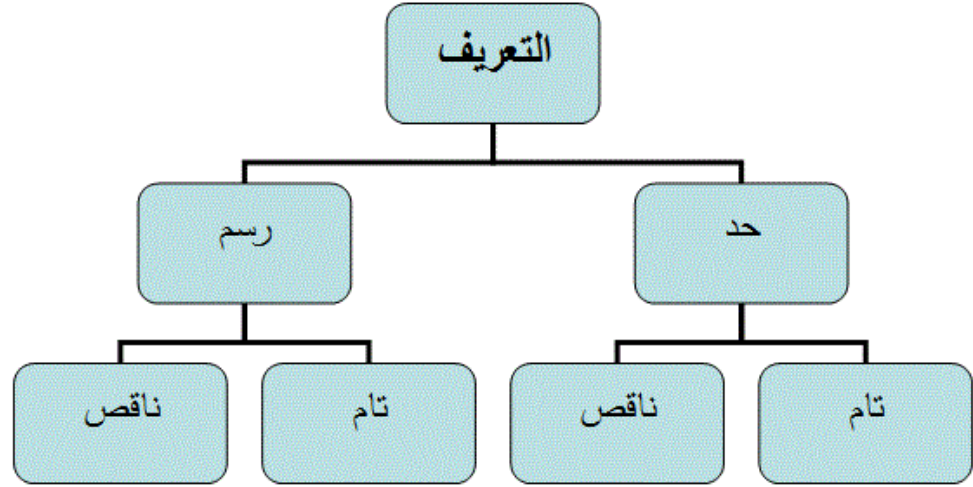 التعريف
حد
رسم
تام
ناقص
تام
ناقص